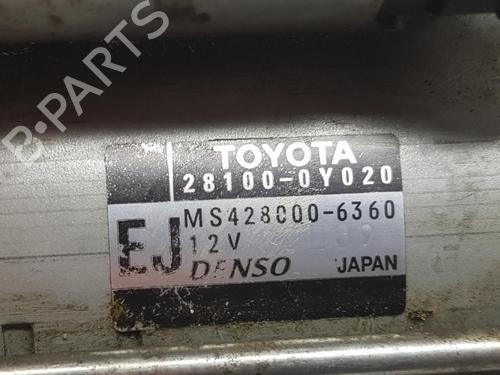 B-PARTS
TOYOTA
28100-0Y020
EJ
MS428000-6360
12V
DENSO
JAPAN